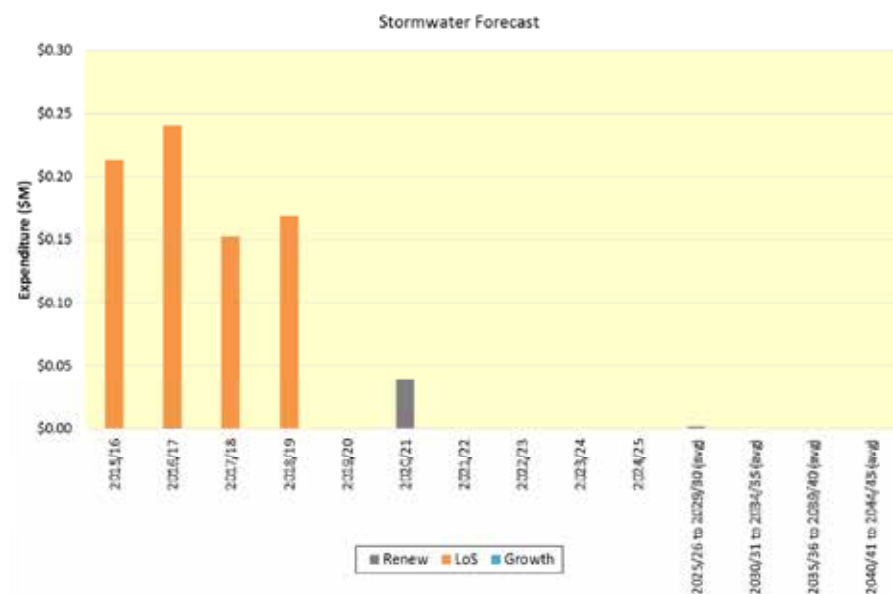 Stormwater Forecast
Expenditure ($M)
$0.30
$0.25
$0.20
$0.15
$0.10
$0.05
$0.00
2015/16
2016/17
2017/18
2018/19
2019/20
2020/21
2021/22
2022/23
2023/24
2024/25
2025/26 to 2029/30 (avg)
2030/31 to 2034/35 (avg)
2035/36 to 2039/40 (avg)
2040/41 to 2044/45 (avg)
Renew LoS Growth